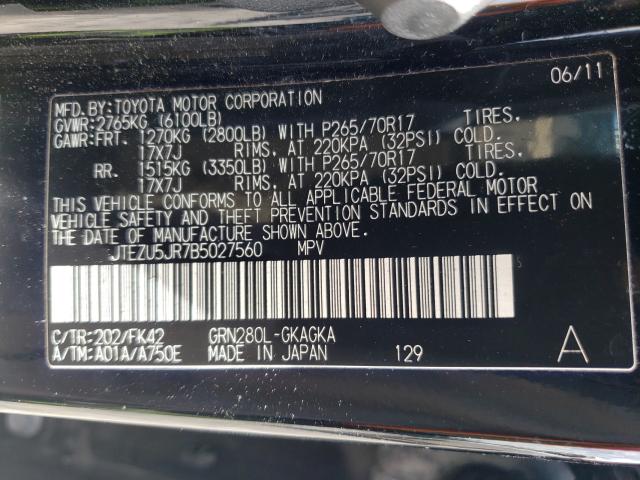 06/11
MFD.BY:TOYOTA MOTOR CORPORATION
GVWR:2765KG (6100LB)
GAWR:FRT. 1270KG (2800LB) WITH P265/70R17 TIRES.
17X7J RIMS, AT 220KPA (32PSI) COLD.
RR. 1515KG (3350LB) WITH P265/70R17 TIRES.
17X7J RIMS, AT 220KPA (32PSI) COLD.
THIS VEHICLE CONFORMS TO ALL APPLICABLE FEDERAL MOTOR
VEHICLE SAFETY AND THEFT PREVENTION STANDARDS IN EFFECT ON
THE DATE OF MANUFACTURE SHOWN ABOVE.
JTEZU5JR7B5027560 MPV
C/TR:202/FK42 GRN280L-GKAGKA
A/TM:A01A/A750E MADE IN JAPAN 129 A